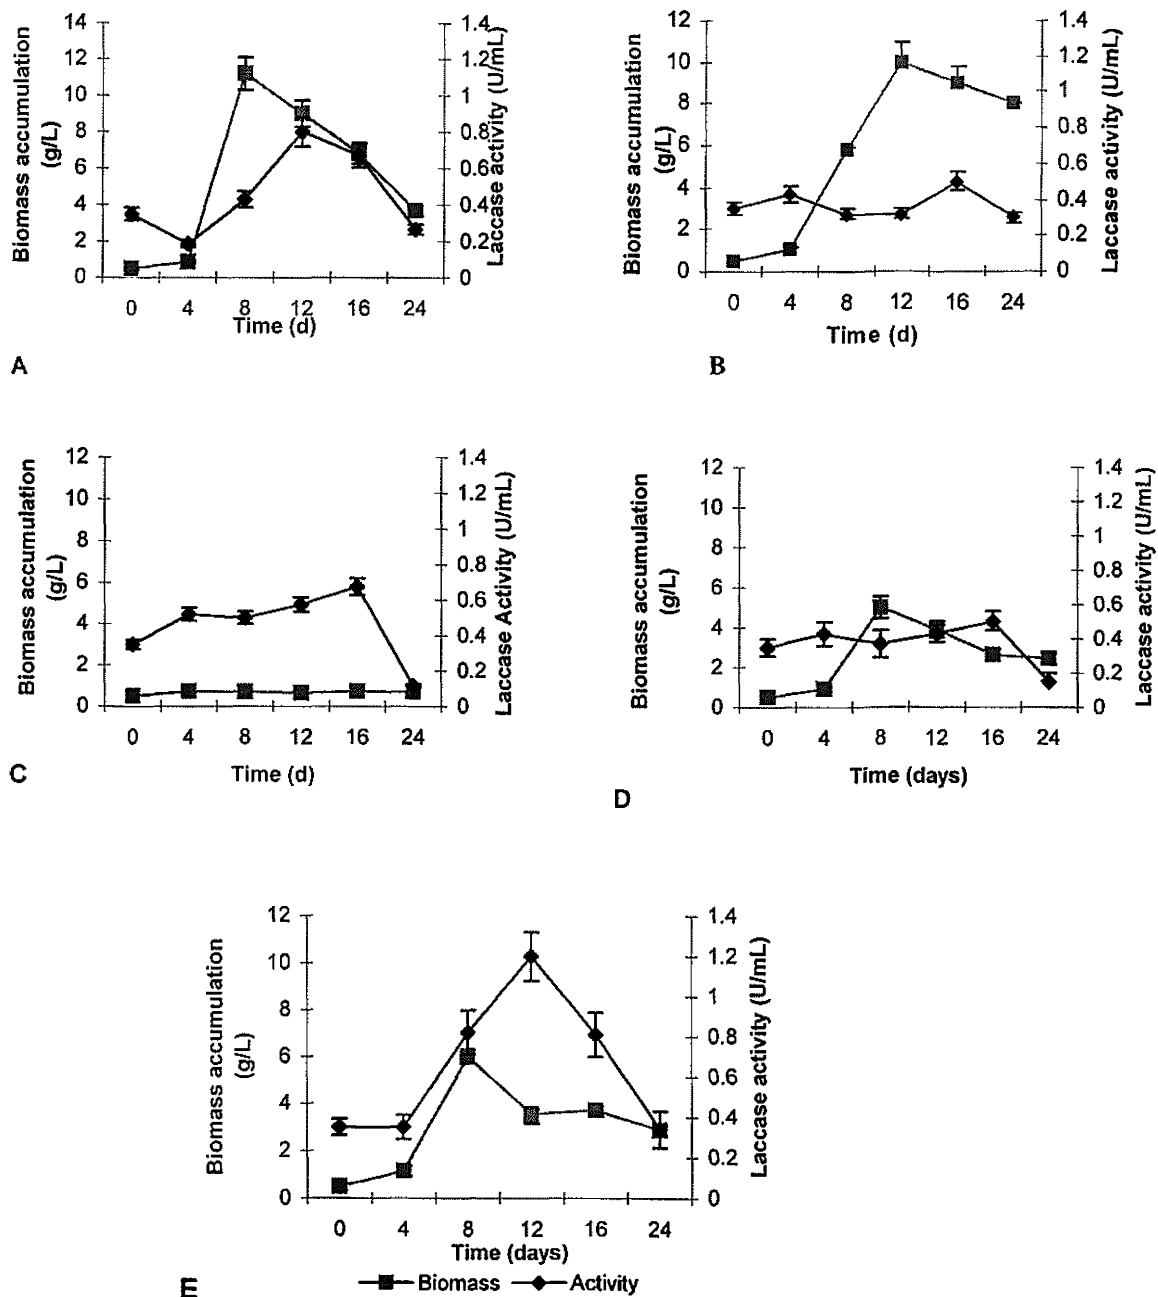 Biomass accumulation
(g/L)
14
12
10
8
6
4
2
0
1.4
1.2
1
0.8
0.6
0.4
0.2
0
Laccase activity (U/mL)
0 4 8 12 16 24
Time (d)
A
Biomass accumulation
(g/L)
12
10
8
6
4
2
0
1.4
1.2
1
0.8
0.6
0.4
0.2
0
Laccase activity (U/mL)
0 4 8 12 16 24
Time (d)
B
Biomass accumulation
(g/L)
12
10
8
6
4
2
0
1.4
1.2
1
0.8
0.6
0.4
0.2
0
Laccase Activity (U/mL)
0 4 8 12 16 24
Time (d)
C
Biomass accumulation
(g/L)
12
10
8
6
4
2
0
1.4
1.2
1
0.8
0.6
0.4
0.2
0
Laccase activity (U/mL)
0 4 8 12 16 24
Time (days)
D
Biomass accumulation
(g/L)
12
10
8
6
4
2
0
1.4
1.2
1
0.8
0.6
0.4
0.2
0
Laccase activity (U/mL)
0 4 8 12 16 24
Time (days)
Biomass Activity
E